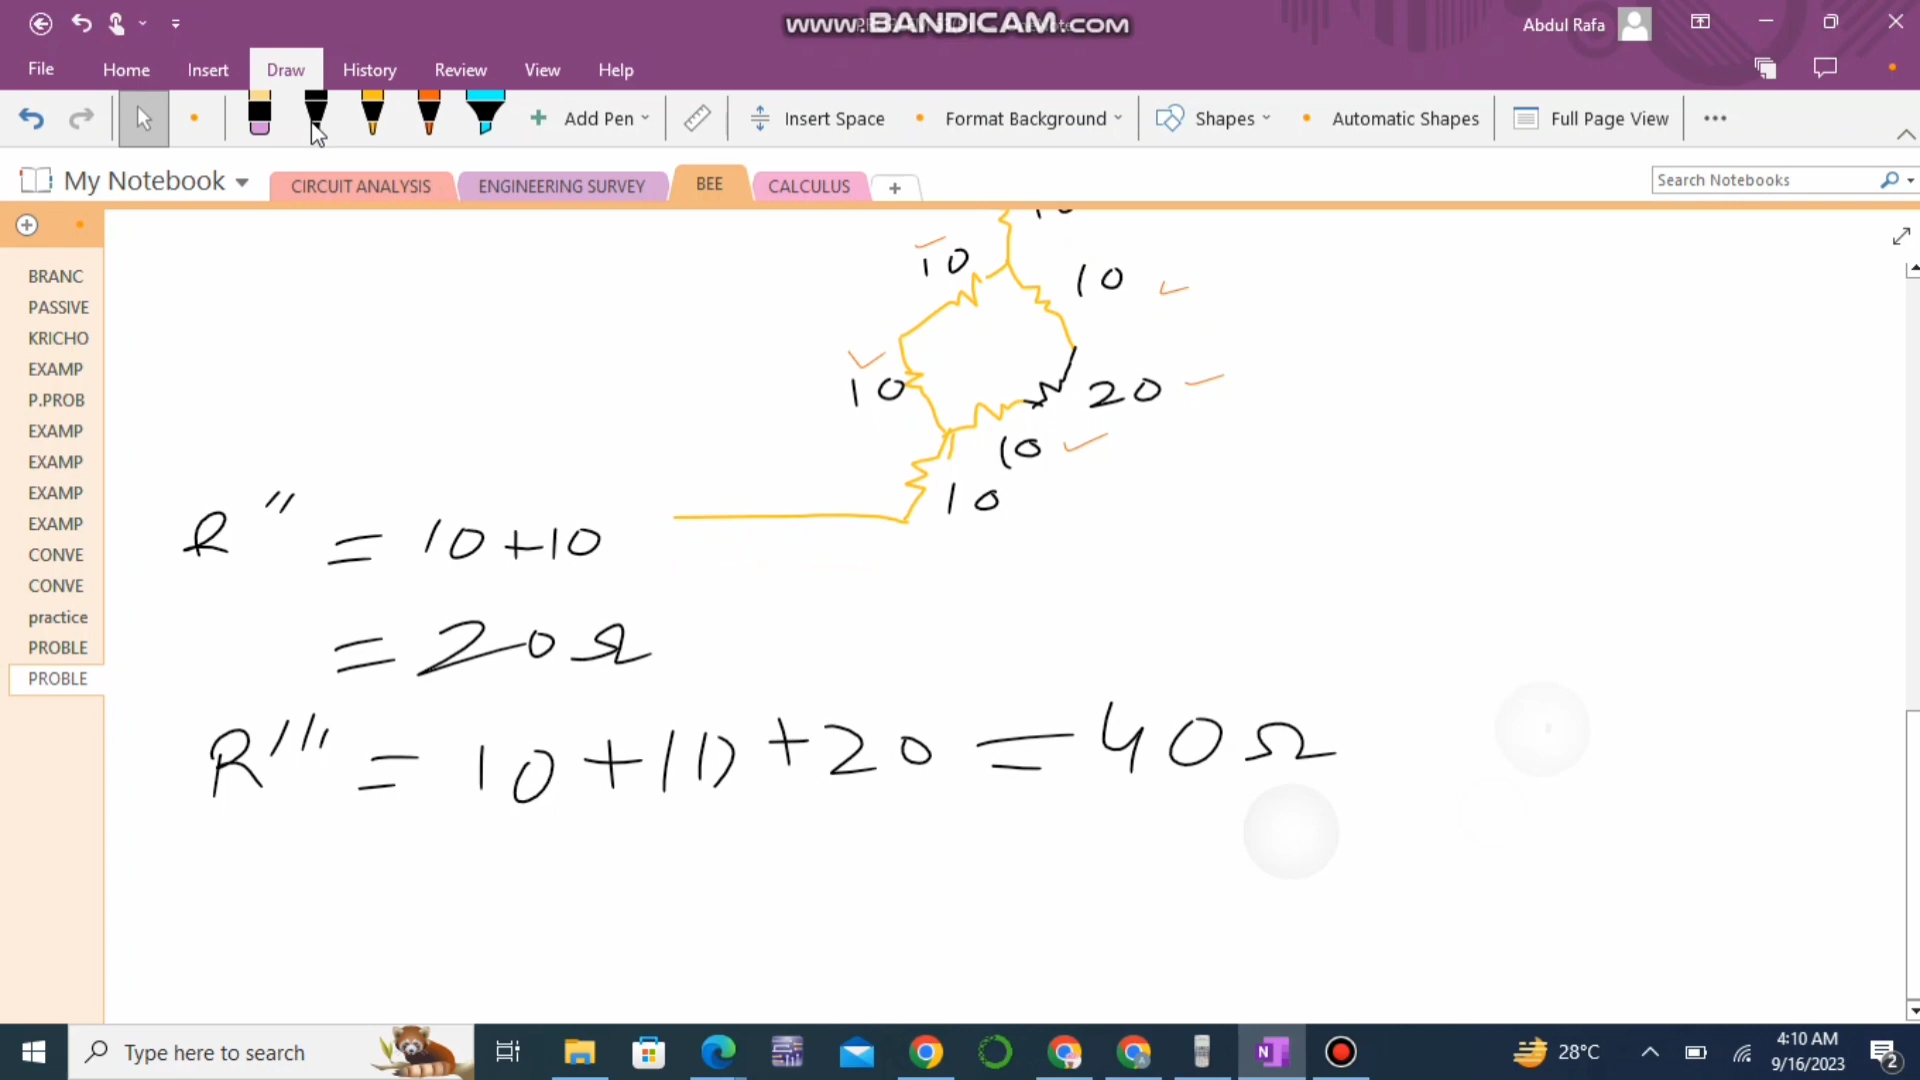 www.BANDICAM.com
Abdul Rafa
File Home Insert Draw History Review View Help
Add Pen Insert Space Format Background Shapes Automatic Shapes Full Page View
My Notebook CIRCUIT ANALYSIS ENGINEERING SURVEY BEE CALCULUS
Search Notebooks
BRANC
PASSIVE
KRICHO
EXAMP
P.PROB
EXAMP
EXAMP
EXAMP
EXAMP
CONVE
CONVE
practice
PROBLE
PROBLE
10
10
10
20
10
10
R'' = 10+10
= 20Ω
R''' = 10+10+20 = 40Ω
Type here to search
28°C
4:10 AM
9/16/2023
2